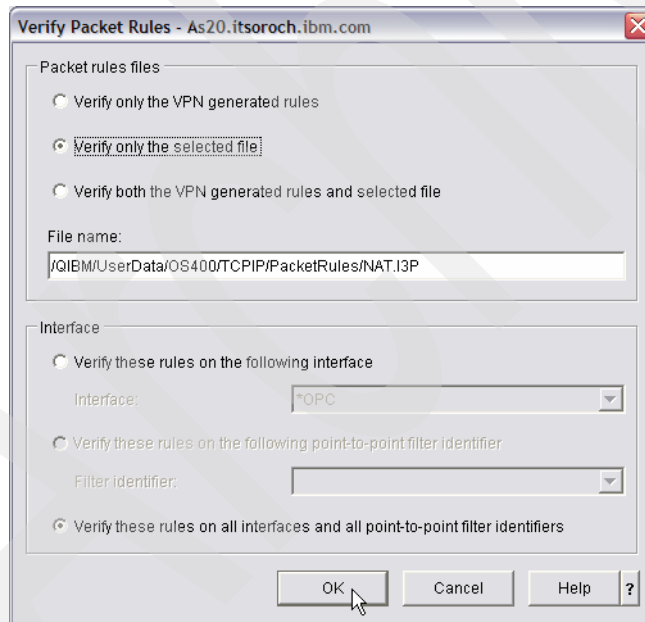 Verify Packet Rules - As20.itsoroch.ibm.com
Packet rules files
Verify only the VPN generated rules
Verify only the selected file
Verify both the VPN generated rules and selected file
File name:
/QIBM/UserData/OS400/TCPIP/PacketRules/NAT.I3P
Interface
Verify these rules on the following interface
Interface: *OPC
Verify these rules on the following point-to-point filter identifier
Filter identifier:
Verify these rules on all interfaces and all point-to-point filter identifiers
OK Cancel Help ?